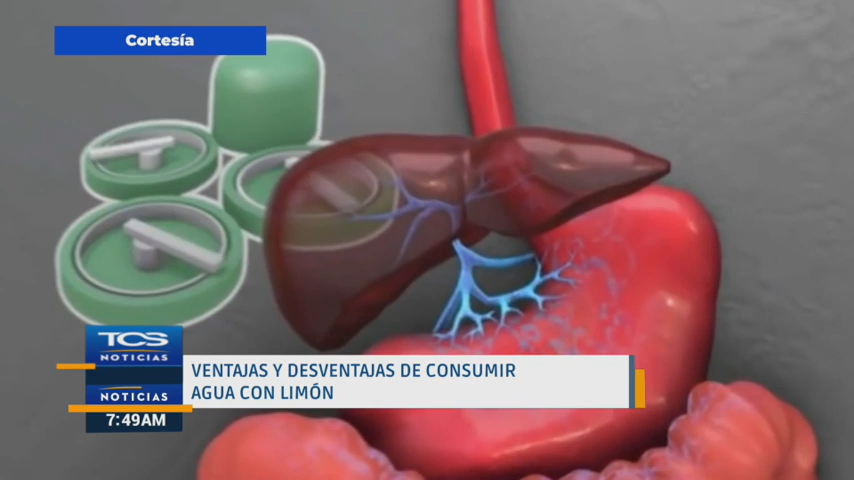 Cortesía
TCS
NOTICIAS
VENTAJAS Y DESVENTAJAS DE CONSUMIR
AGUA CON LIMÓN
NOTICIAS
7:49AM